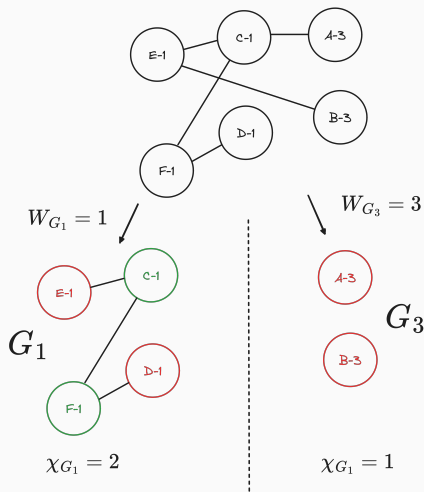 E-1
C-1
A-3
B-3
D-1
F-1
W_{G_1} = 1
W_{G_3} = 3
E-1
C-1
A-3
G_1
G_3
D-1
B-3
F-1
χ_{G_1} = 2
χ_{G_1} = 1